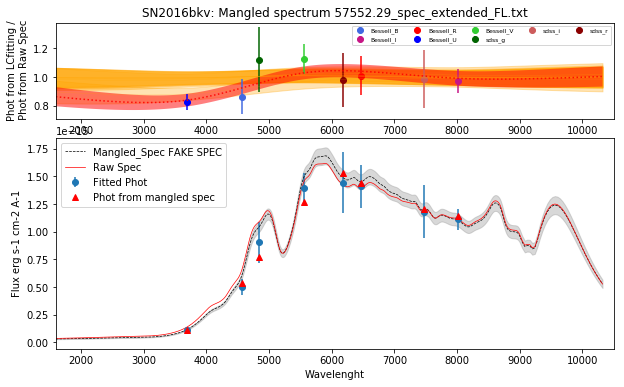 SN2016bkv: Mangled spectrum 57552.29_spec_extended_FL.txt
Phot from LCfitting /
Phot from Raw Spec
1.2
1.0
0.8
Bessell_B
Bessell_I
Bessell_R
Bessell_U
Bessell_V
sdss_g
sdss_i
sdss_r
2000 3000 4000 5000 6000 7000 8000 9000 10000
Flux erg s-1 cm-2 A-1
1.75
1.50
1.25
1.00
0.75
0.50
0.25
0.00
Mangled_Spec FAKE SPEC
Raw Spec
Fitted Phot
Phot from mangled spec
2000 3000 4000 5000 6000 7000 8000 9000 10000
Wavelenght